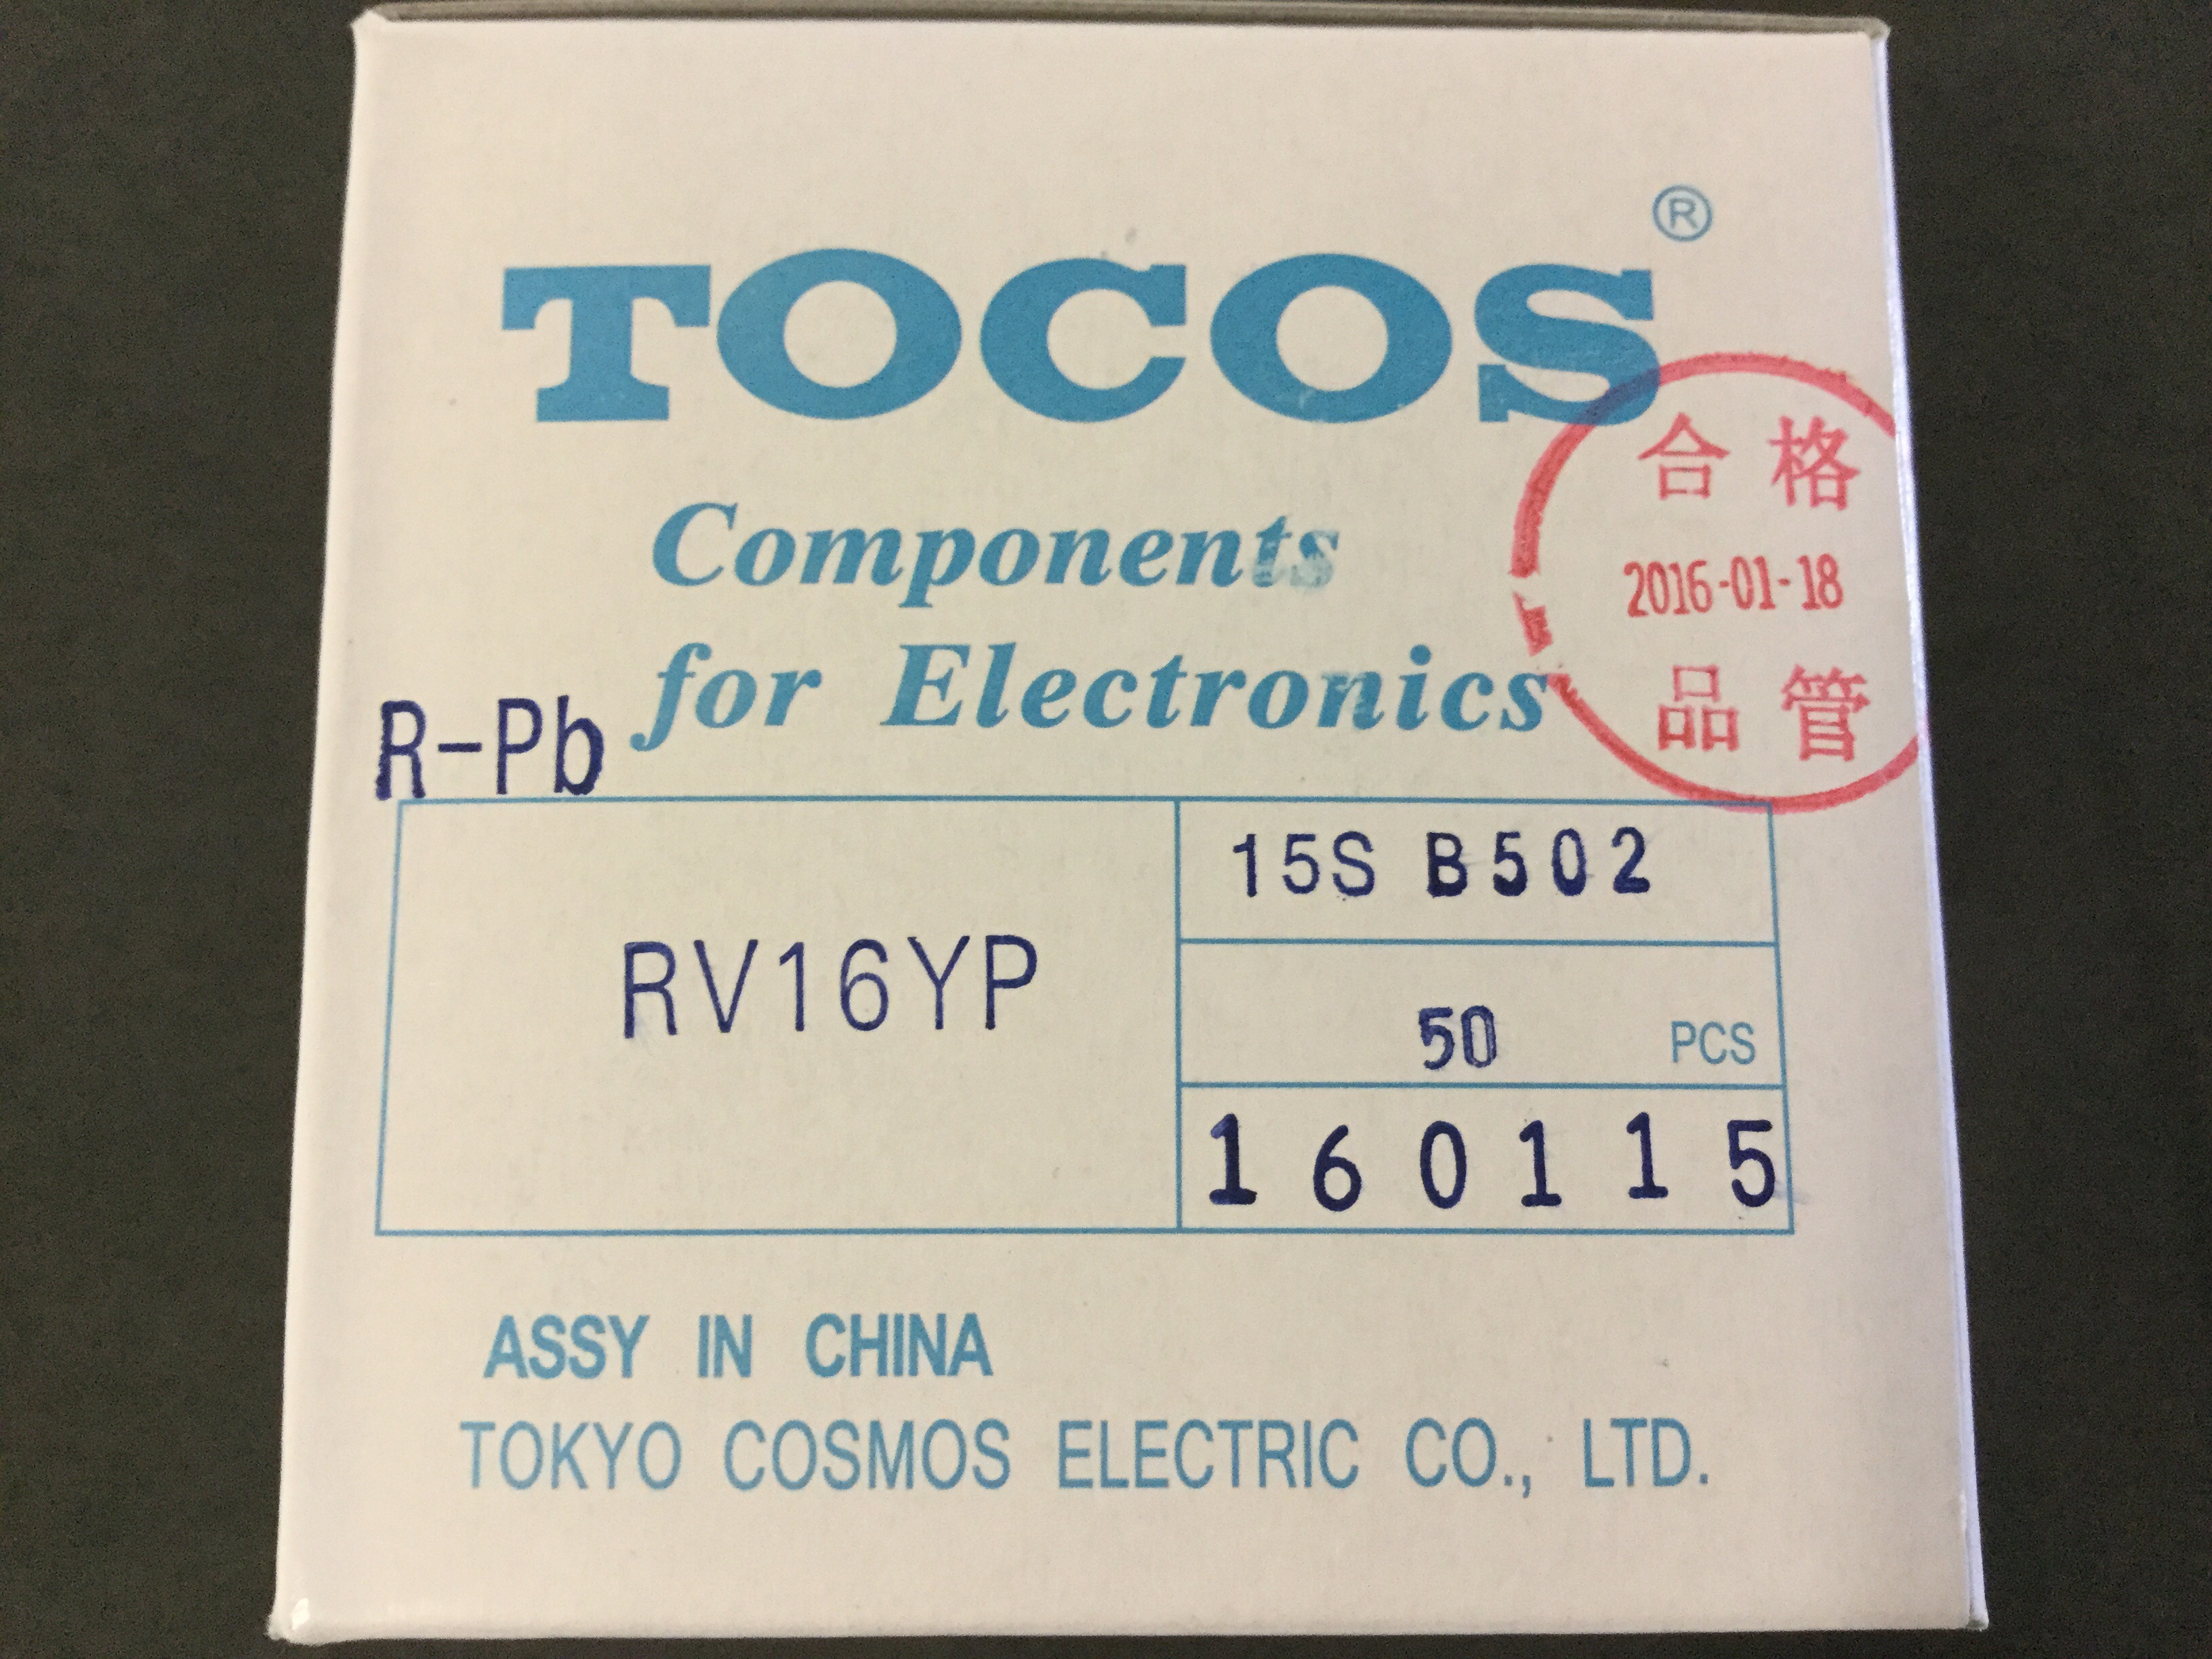 TOCOS®
Components
for Electronics
合格
2016-01-18
品管
R-Pb
RV16YP
15S B502
50 PCS
160115
ASSY IN CHINA
TOKYO COSMOS ELECTRIC CO., LTD.